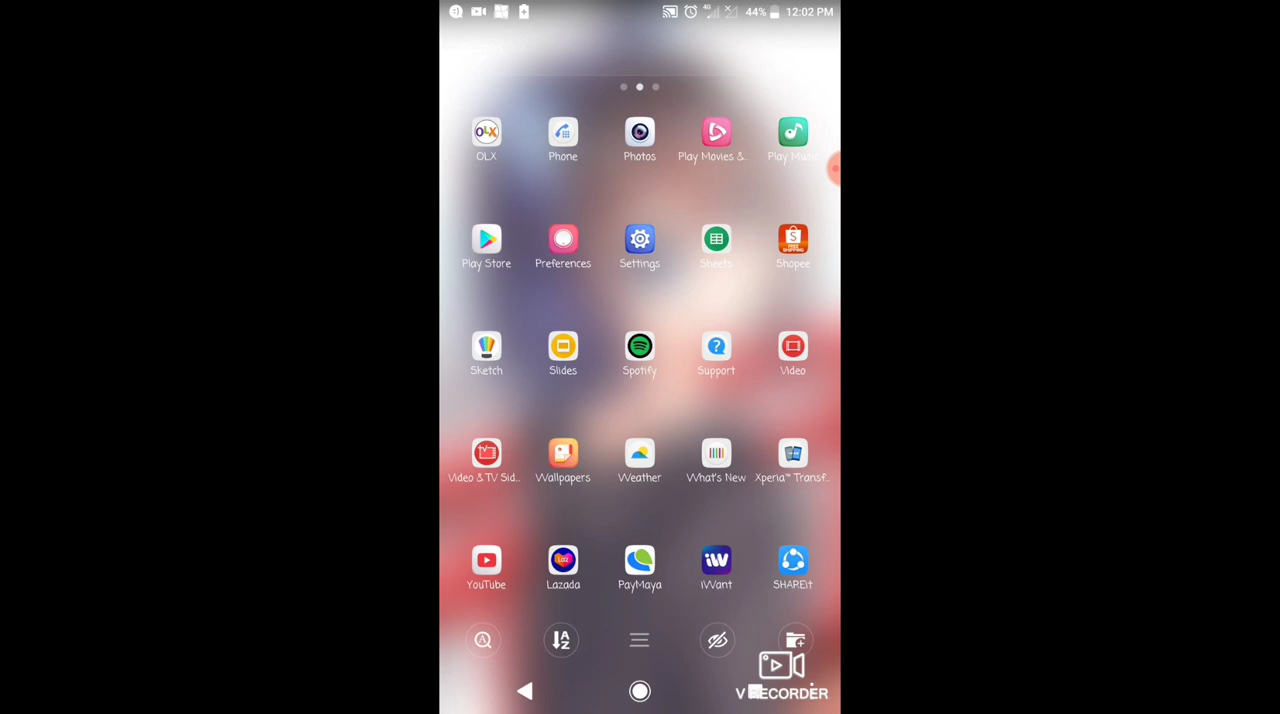 4G 44% 12:02 PM
OLX Phone Photos Play Movies &.. Play Music
Play Store Preferences Settings Sheets Shopee
Sketch Slides Spotify Support Video
Video & TV Sid.. Wallpapers Weather What's New Xperia™ Transf..
YouTube Lazada PayMaya iWant SHAREit
V RECORDER